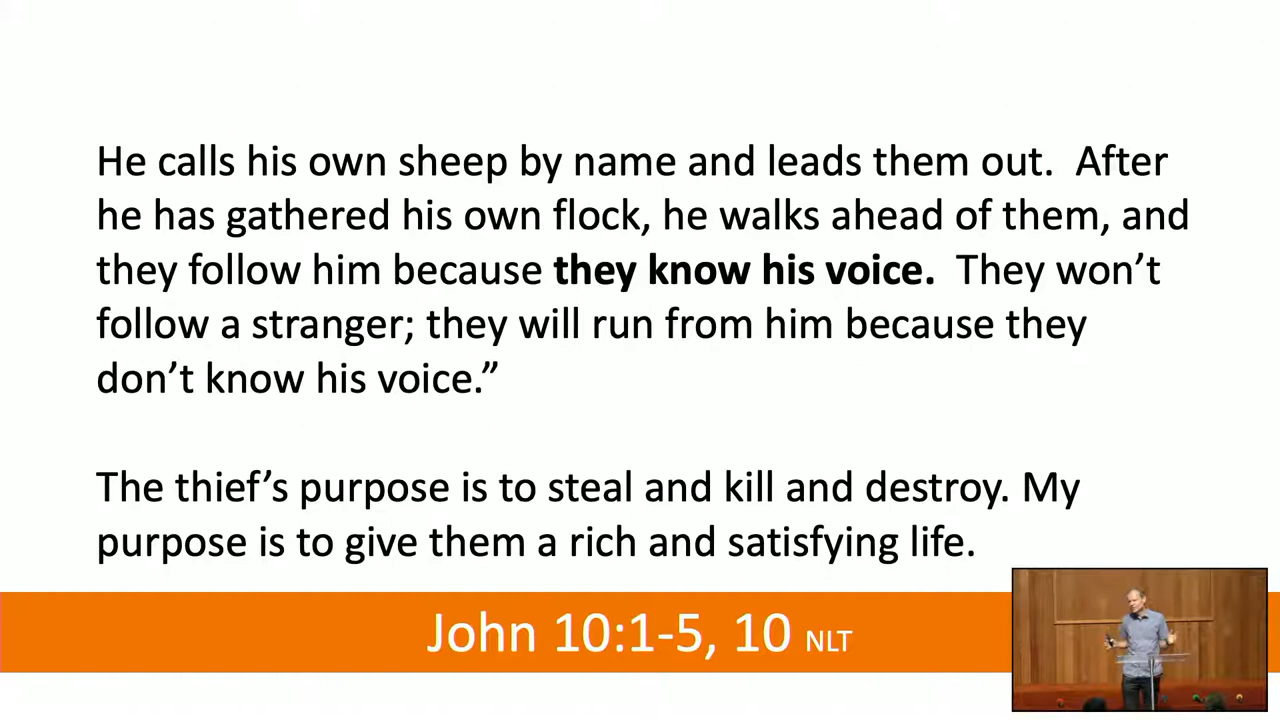 He calls his own sheep by name and leads them out.  After
he has gathered his own flock, he walks ahead of them, and
they follow him because they know his voice.  They won’t
follow a stranger; they will run from him because they
don’t know his voice.”
The thief’s purpose is to steal and kill and destroy. My
purpose is to give them a rich and satisfying life.
John 10:1-5, 10 NLT